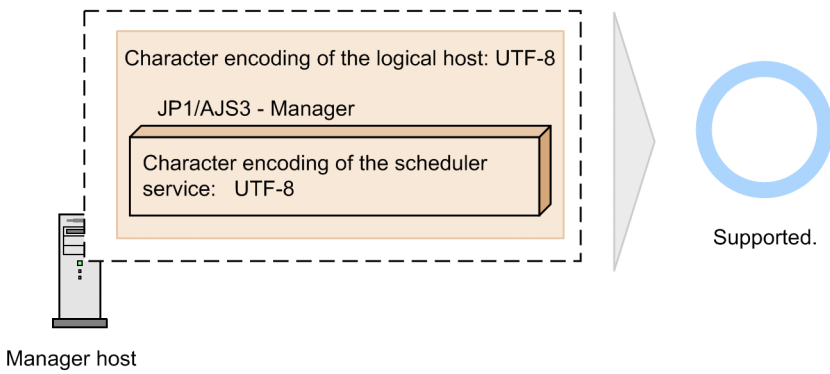 Character encoding of the logical host: UTF-8
JP1/AJS3 - Manager
Character encoding of the scheduler
service: UTF-8
Supported.
Manager host